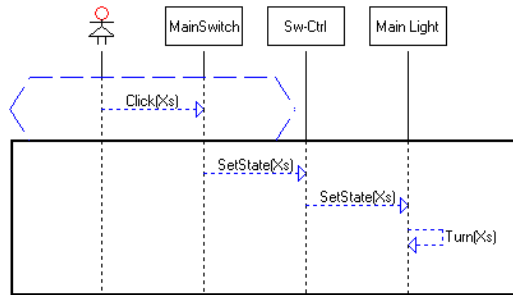 MainSwitch
Sw-Ctrl
Main Light
Click(Xs)
SetState(Xs)
SetState(Xs)
Turn(Xs)